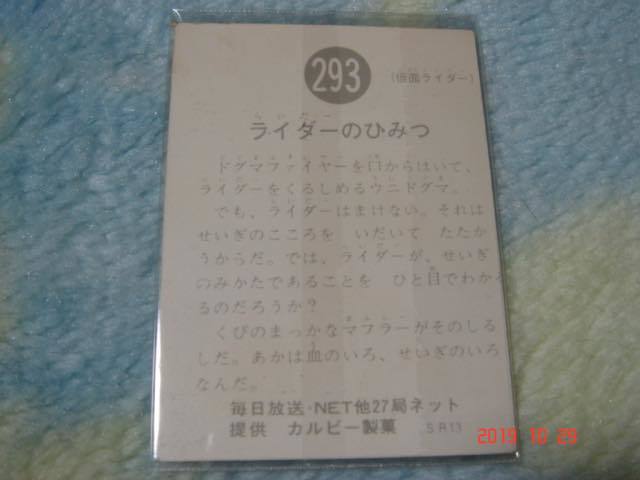 293
(仮面ライダー)
ライダーのひみつ
ドグマファイヤーを口からはいて、
ライダーをくるしめるウニドグマ。
でも、ライダーはまけない。それは
せいぎのこころを いだいて たたか
うからだ。では、ライダーが、せいぎ
のみかたであることを ひと目でわか
るのだろうか?
くびのまっかなマフラーがそのしる
しだ。あかは血のいろ、せいぎのいろ
なんだ。
毎日放送・NET他27局ネット
提供 カルビー製菓 SR13
2019 10 29